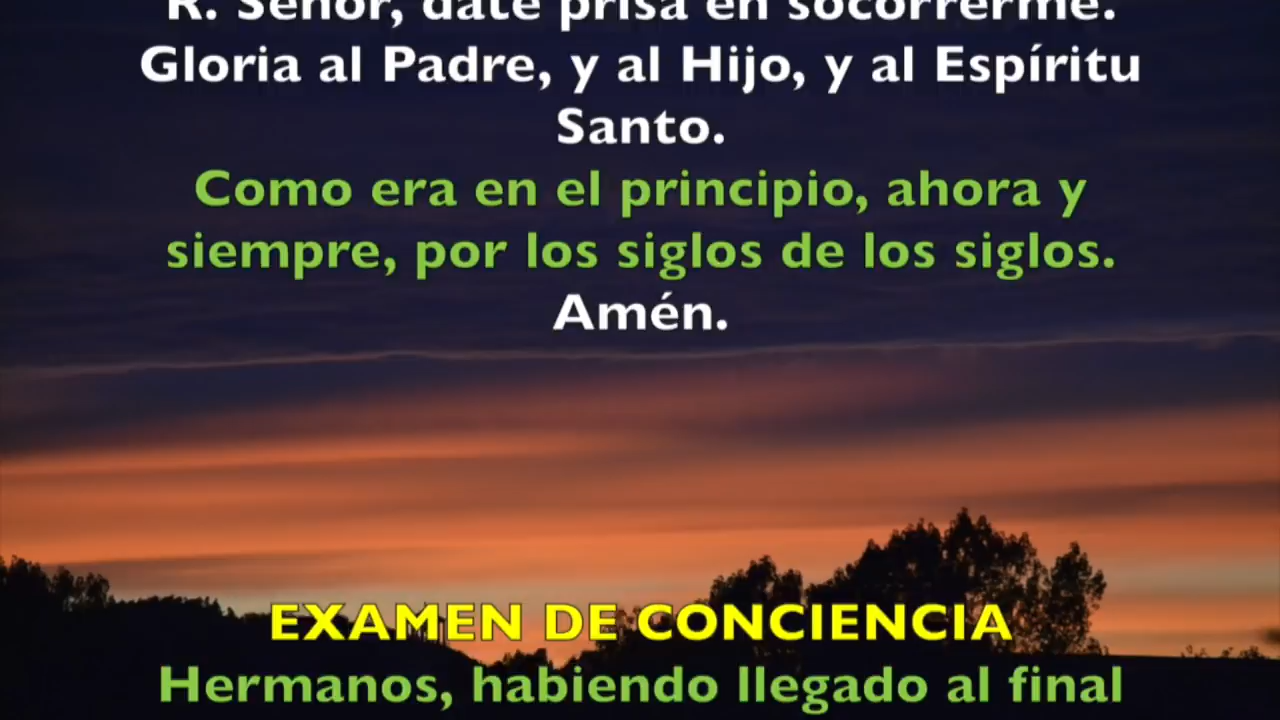 R. Señor, date prisa en socorrerme.
Gloria al Padre, y al Hijo, y al Espíritu
Santo.
Como era en el principio, ahora y
siempre, por los siglos de los siglos.
Amén.
EXAMEN DE CONCIENCIA
Hermanos, habiendo llegado al final